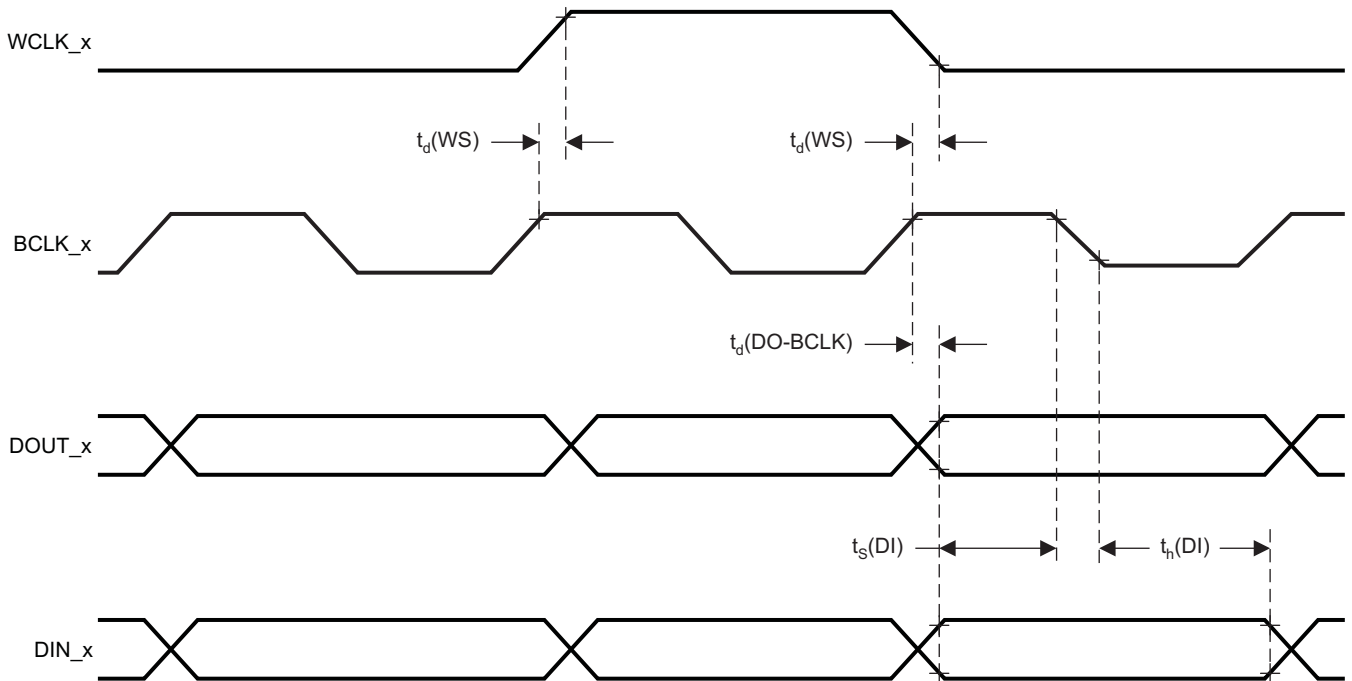 WCLK_x
td(WS) td(WS)
BCLK_x
td(DO-BCLK)
DOUT_x
tS(DI) th(DI)
DIN_x